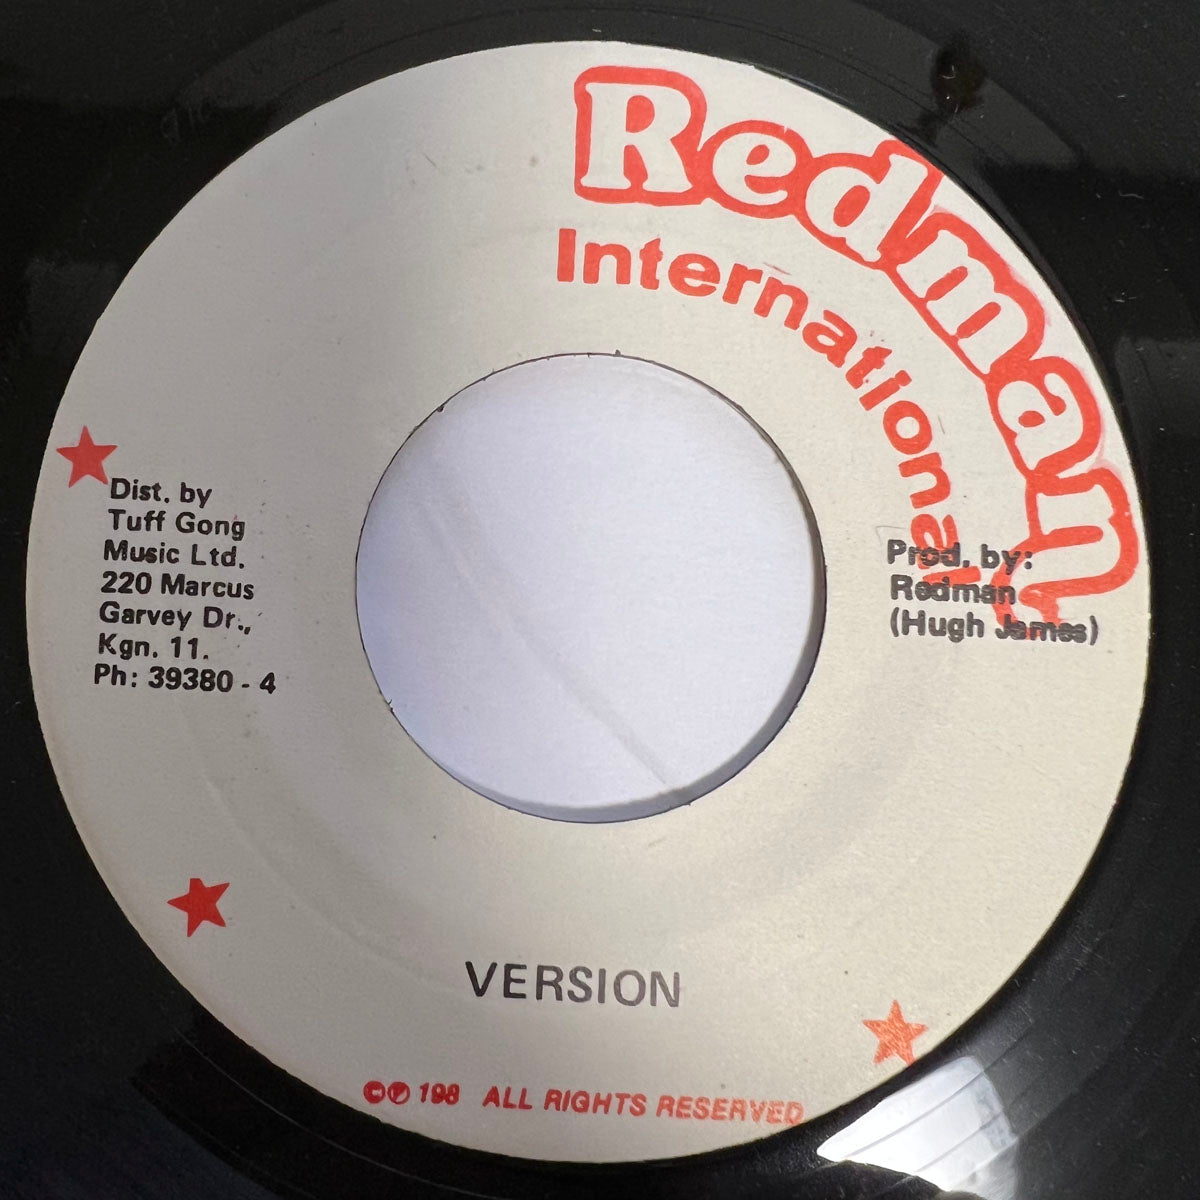 Redman
International
Dist. by
Tuff Gong
Music Ltd.
220 Marcus
Garvey Dr.,
Kgn. 11.
Ph: 39380 - 4
Prod. by:
Redman
(Hugh James)
VERSION
©℗ 198 ALL RIGHTS RESERVED